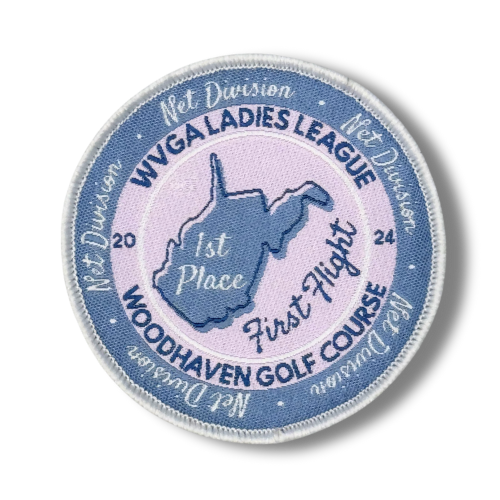 Net Division
Net Division
Net Division
Net Division
Net Division
WVGA LADIES LEAGUE
20
24
1st
Place
First Flight
WOODHAVEN GOLF COURSE